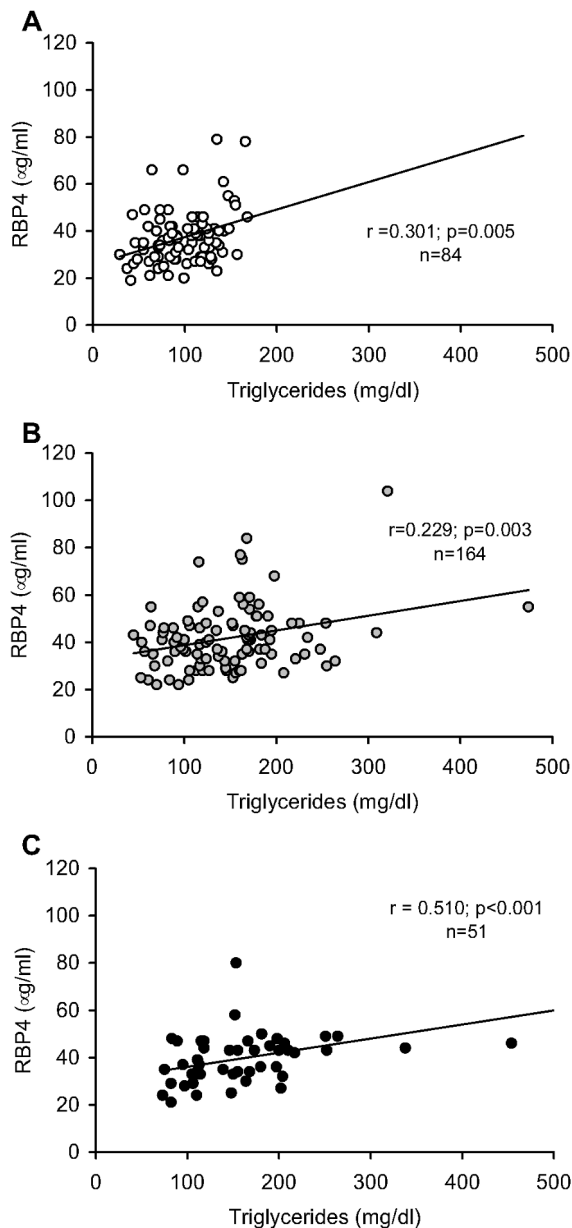 A
120
100
80
60
40
20
0
RBP4 (αg/ml)
r =0.301; p=0.005
n=84
0 100 200 300 400 500
Triglycerides (mg/dl)
B
120
100
80
60
40
20
0
RBP4 (αg/ml)
r=0.229; p=0.003
n=164
0 100 200 300 400 500
Triglycerides (mg/dl)
C
120
100
80
60
40
20
0
RBP4 (αg/ml)
r = 0.510; p<0.001
n=51
0 100 200 300 400 500
Triglycerides (mg/dl)